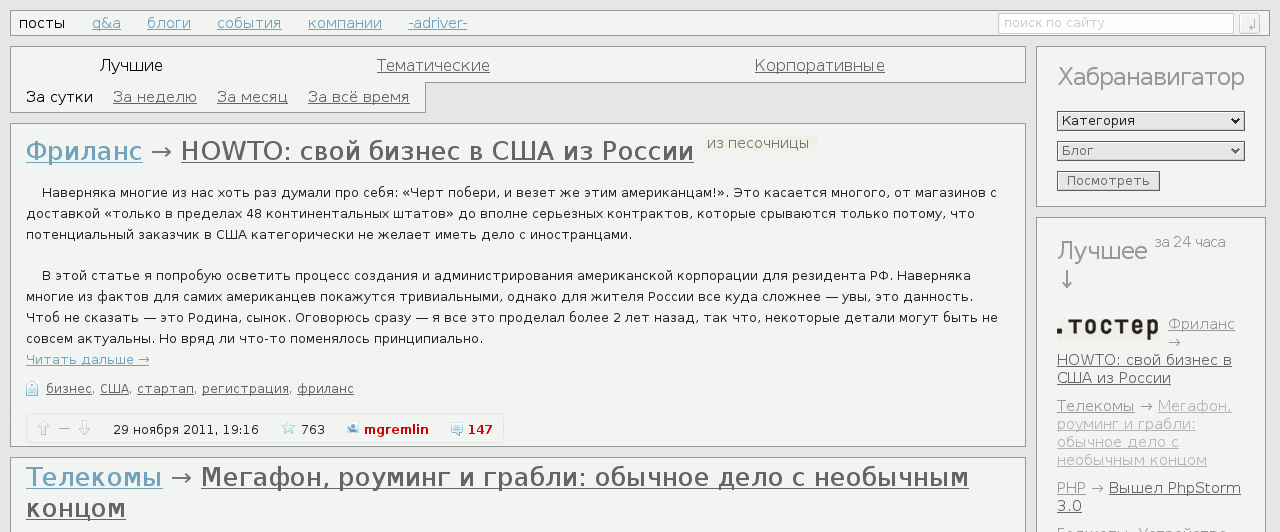 посты q&a блоги события компании -adriver- поиск по сайту
Лучшие Тематические Корпоративные
За сутки За неделю За месяц За всё время
Фриланс → HOWTO: свой бизнес в США из России из песочницы
Наверняка многие из нас хоть раз думали про себя: «Черт побери, и везет же этим американцам!». Это касается многого, от магазинов с
доставкой «только в пределах 48 континентальных штатов» до вполне серьезных контрактов, которые срываются только потому, что
потенциальный заказчик в США категорически не желает иметь дело с иностранцами.
В этой статье я попробую осветить процесс создания и администрирования американской корпорации для резидента РФ. Наверняка
многие из фактов для самих американцев покажутся тривиальными, однако для жителя России все куда сложнее — увы, это данность.
Чтоб не сказать — это Родина, сынок. Оговорюсь сразу — я все это проделал более 2 лет назад, так что, некоторые детали могут быть не
совсем актуальны. Но вряд ли что-то поменялось принципиально.
Читать дальше →
бизнес, США, стартап, регистрация, фриланс
29 ноября 2011, 19:16 763 mgremlin 147
Телекомы → Мегафон, роуминг и грабли: обычное дело с необычным
концом
Хабранавигатор
Категория
Блог
Посмотреть
Лучшее за 24 часа
↓
.тостер Фриланс
→
HOWTO: свой бизнес в
США из России
Телекомы → Мегафон,
роуминг и грабли:
обычное дело с
необычным концом
PHP → Вышел PhpStorm
3.0